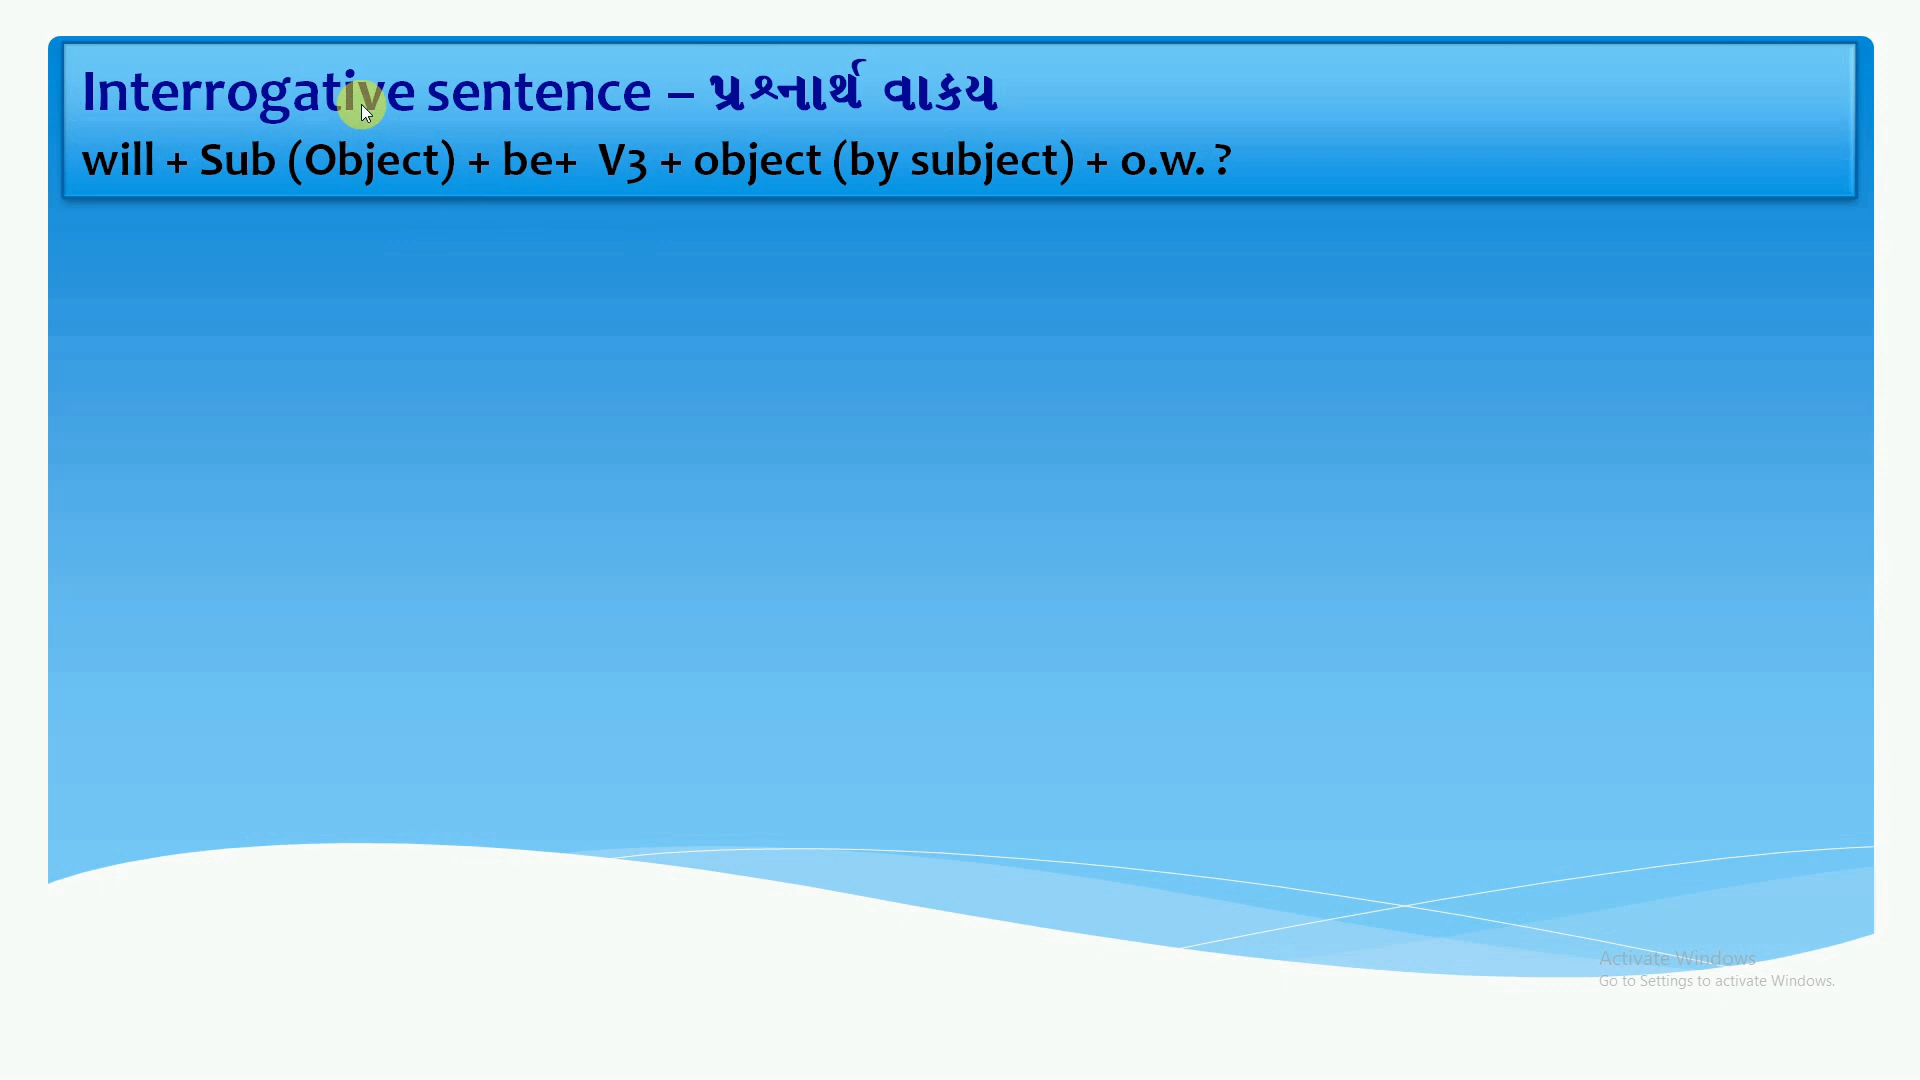 Interrogative sentence – પ્રશ્નાર્થ વાકય
will + Sub (Object) + be+ V3 + object (by subject) + o.w. ?
Activate Windows
Go to Settings to activate Windows.